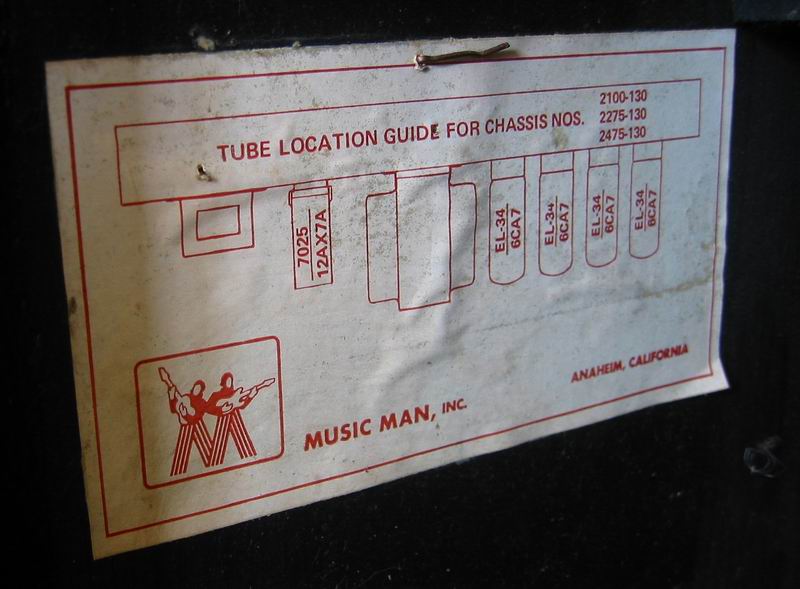 TUBE LOCATION GUIDE FOR CHASSIS NOS.
2100-130
2275-130
2475-130
7025
12AX7A
EL-34
6CA7
EL-34
6CA7
EL-34
6CA7
EL-34
6CA7
MUSIC MAN, INC.
ANAHEIM, CALIFORNIA